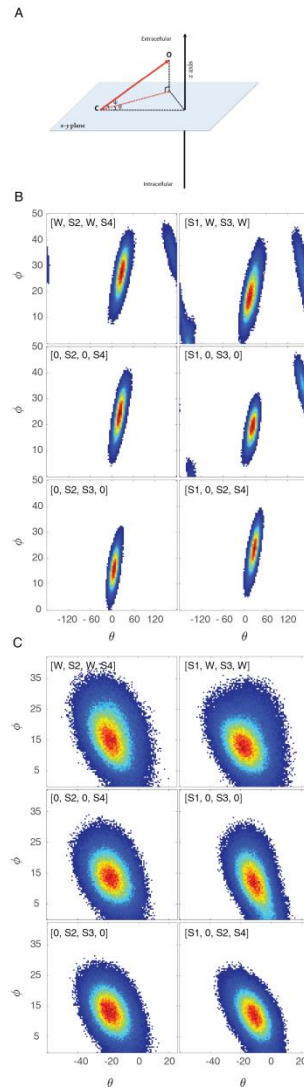 A
Extracellular
O
z axis
C
φ
θ
x-y plane
Intracellular
B
[W, S2, W, S4] [S1, W, S3, W]
50
40
30
20
10
φ
[0, S2, 0, S4] [S1, 0, S3, 0]
50
40
30
20
10
φ
[0, S2, S3, 0] [S1, 0, S2, S4]
50
40
30
20
10
0
φ
-120 -60 0 60 120 -120 -60 0 60 120
θ θ
C
[W, S2, W, S4] [S1, W, S3, W]
35
25
15
5
φ
[0, S2, 0, S4] [S1, 0, S3, 0]
35
25
15
5
φ
[0, S2, S3, 0] [S1, 0, S2, S4]
35
25
15
5
φ
-60 -40 -20 0 20 -60 -40 -20 0 20
θ θ